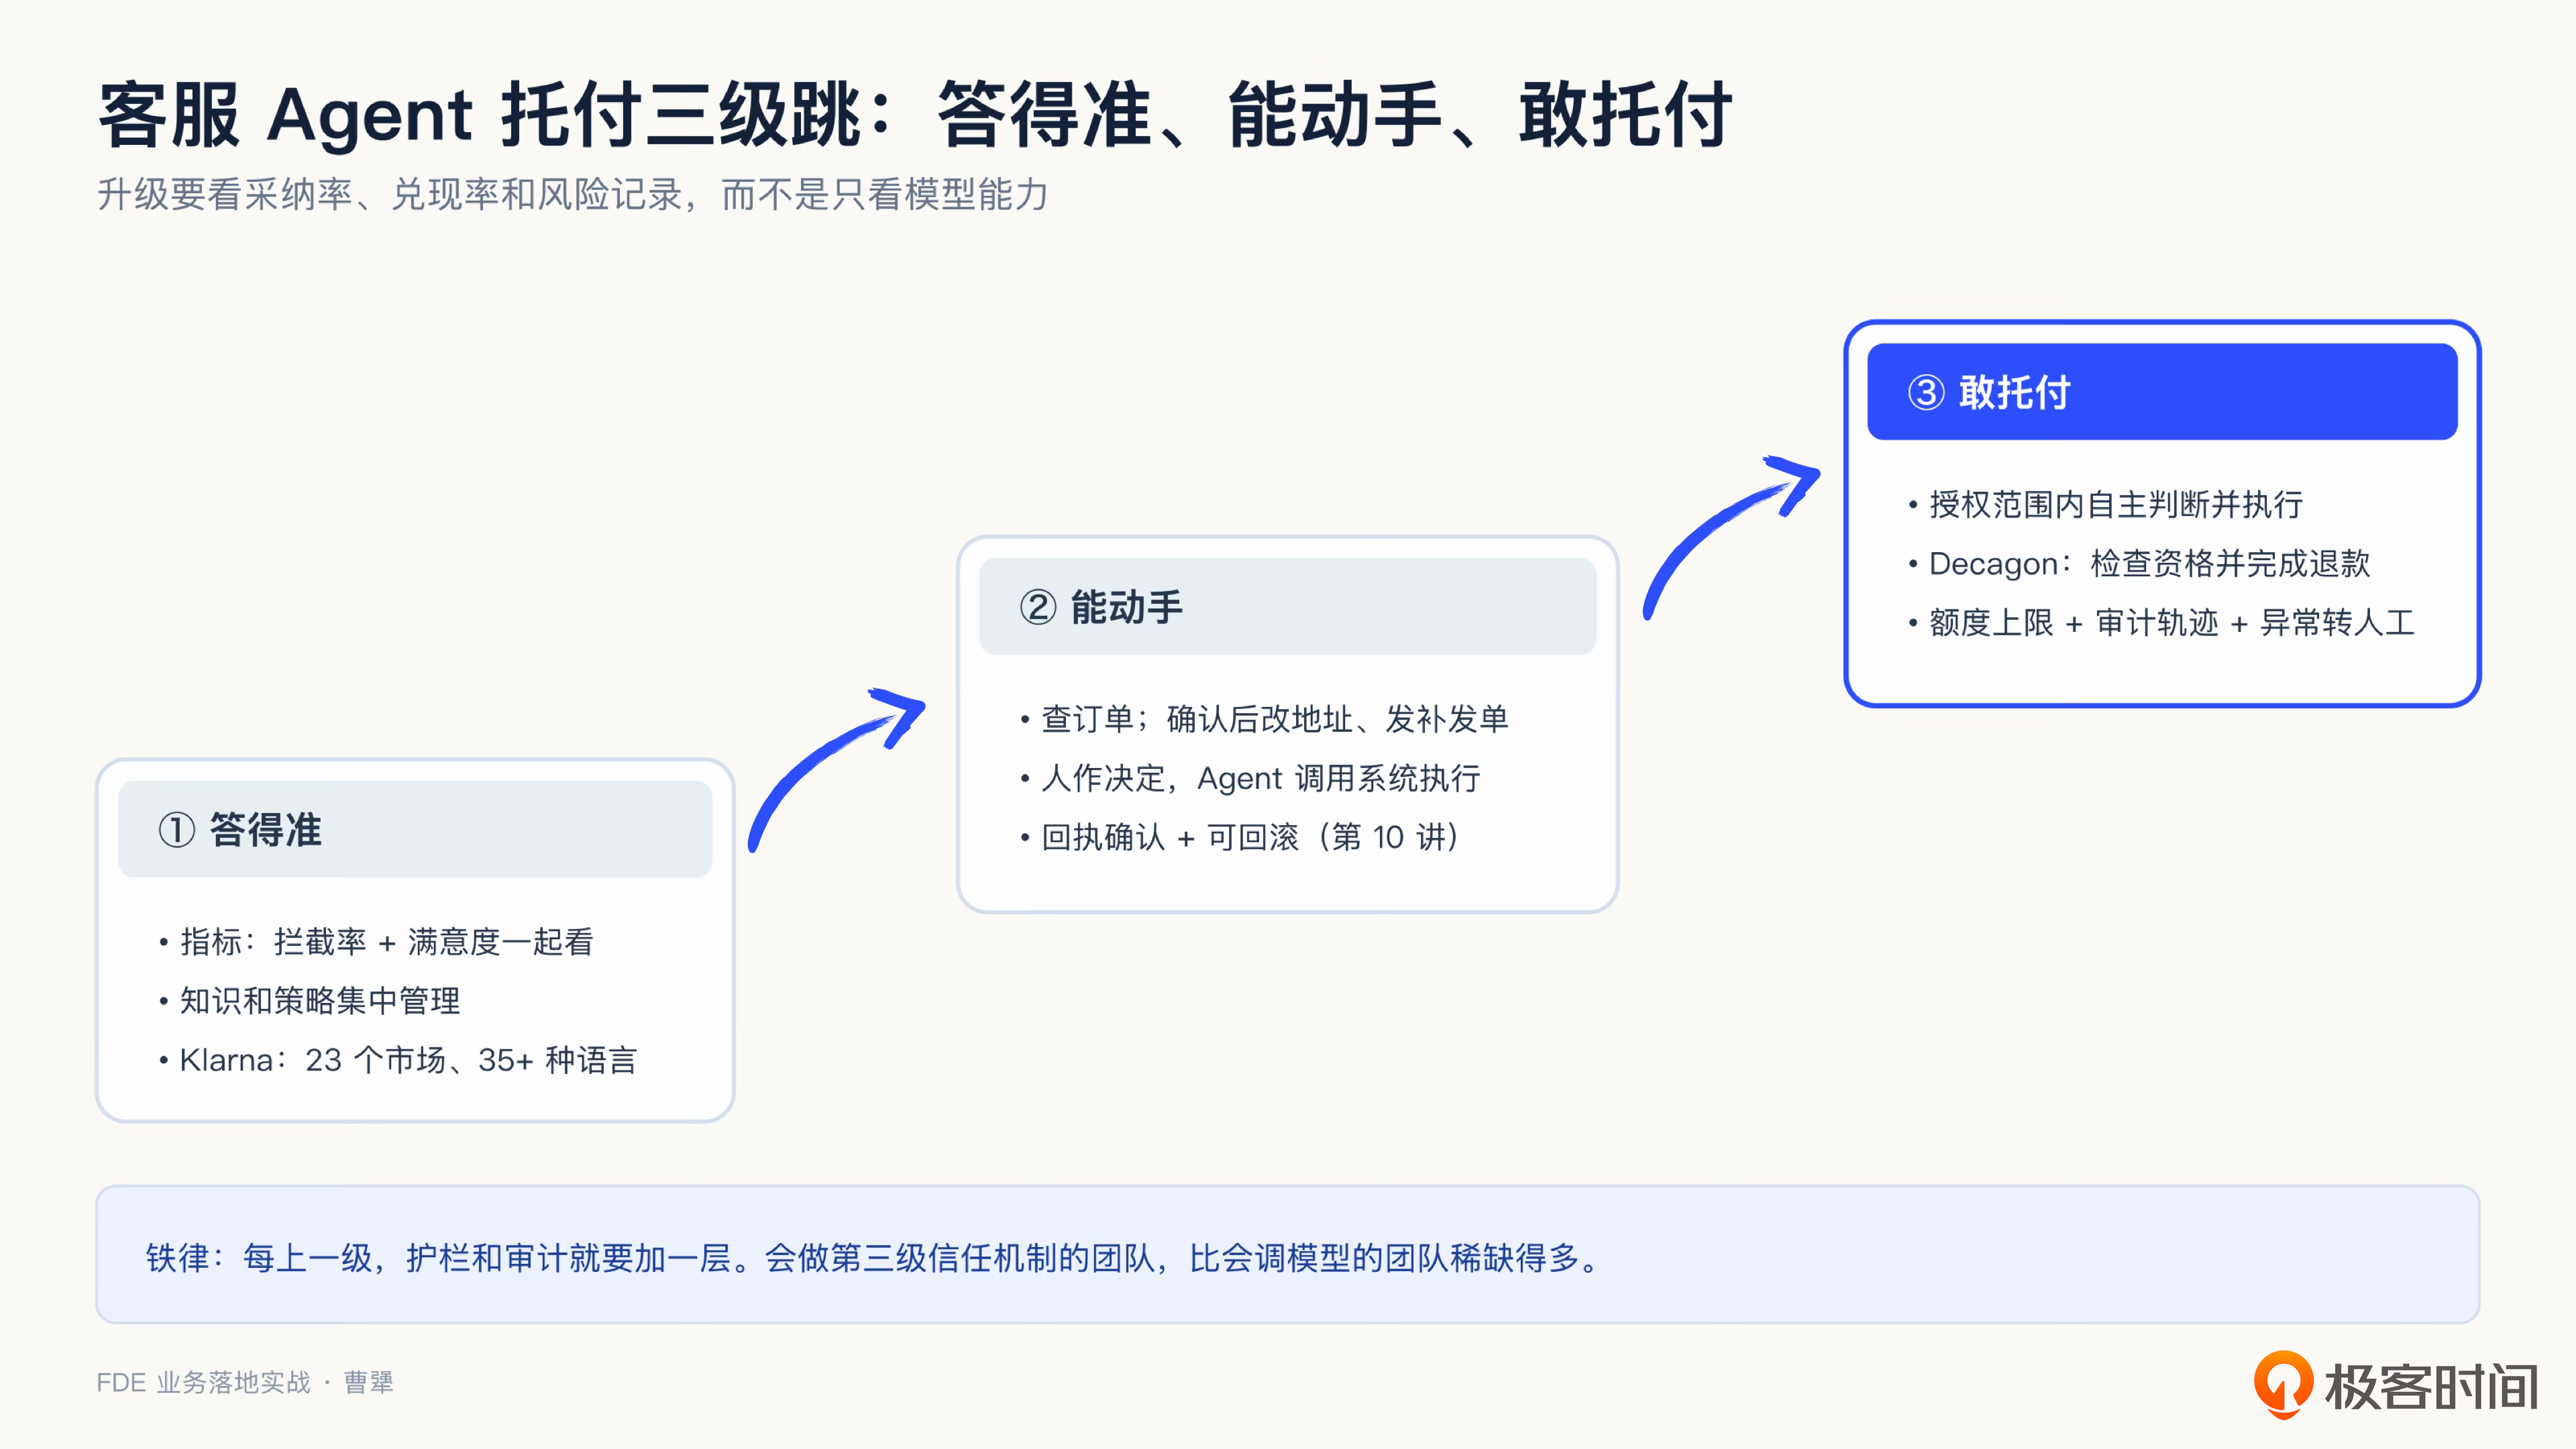 客服 Agent 托付三级跳：答得准、能动手、敢托付
升级要看采纳率、兑现率和风险记录，而不是只看模型能力
① 答得准
• 指标：拦截率 + 满意度一起看
• 知识和策略集中管理
• Klarna：23 个市场、35+ 种语言
② 能动手
• 查订单；确认后改地址、发补发单
• 人作决定，Agent 调用系统执行
• 回执确认 + 可回滚（第 10 讲）
③ 敢托付
• 授权范围内自主判断并执行
• Decagon：检查资格并完成退款
• 额度上限 + 审计轨迹 + 异常转人工
铁律：每上一级，护栏和审计就要加一层。会做第三级信任机制的团队，比会调模型的团队稀缺得多。
FDE 业务落地实战 · 曹犟
极客时间